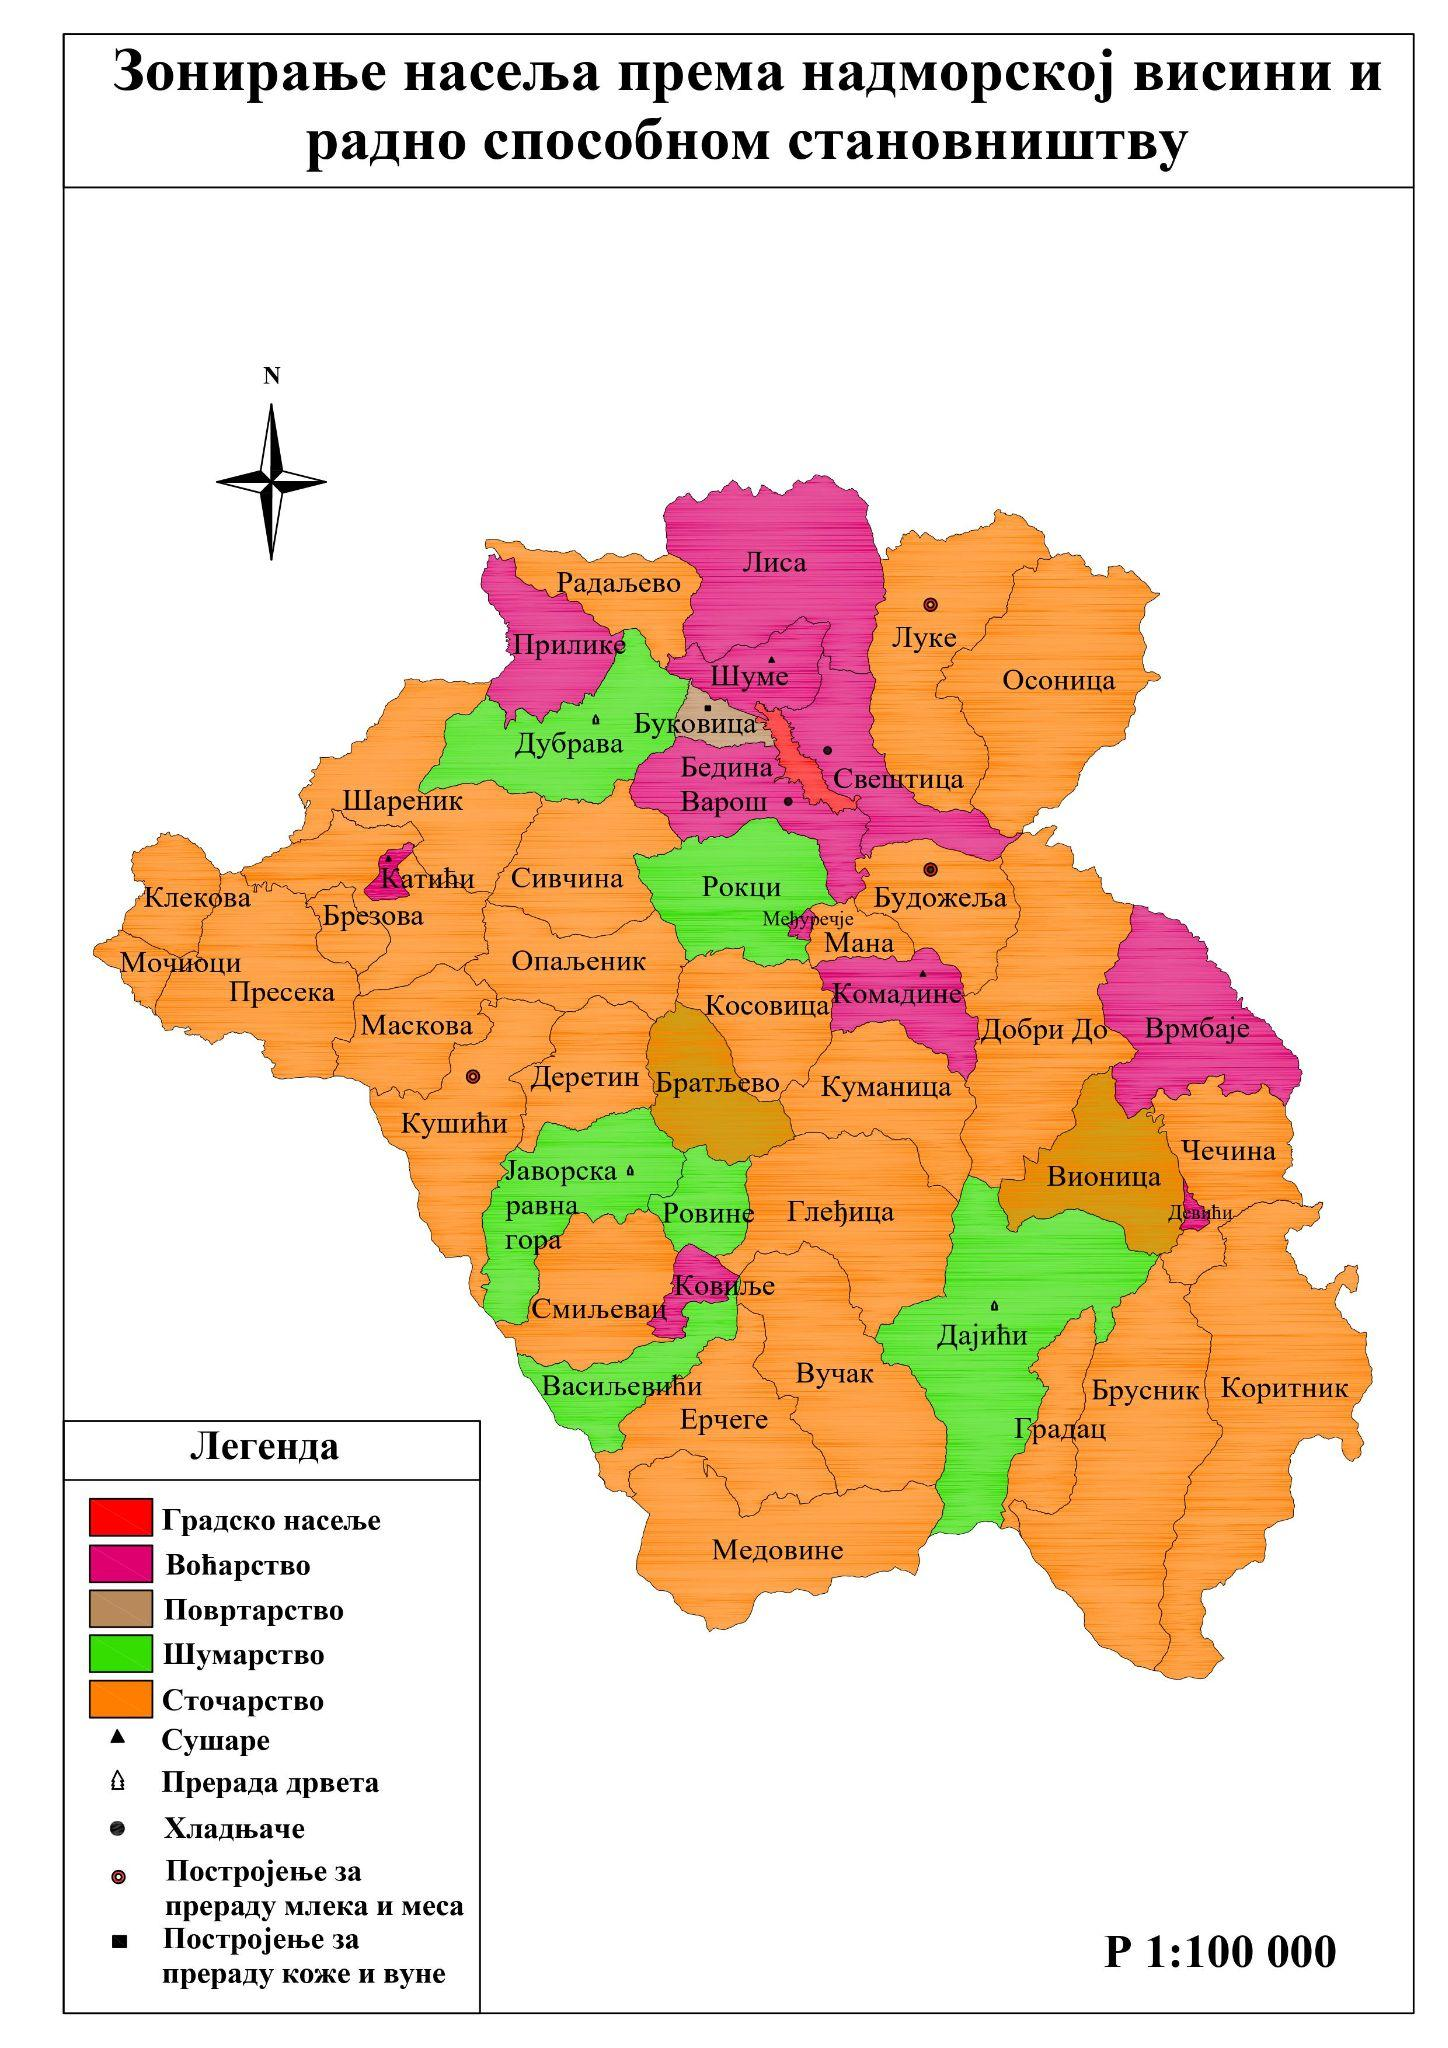 Зонирање насеља према надморској висини и
радно способном становништву
N
Лиса
Радаљево
Луке
Прилике
Шуме
Осоница
Буковица
Дубрава
Бедина
Варош
Свештица
Шареник
Катићи
Сивчина
Рокци
Клекова
Будожеља
Брезова
Међуречје
Мана
Мочиоци
Опаљеник
Пресека
Косовица
Комадине
Маскова
Добри До
Врмбаје
Деретин
Братљево
Куманица
Кушићи
Чечина
Јаворска
равна
гора
Вионица
Ровине
Глеђица
Девићи
Ковиље
Смиљевац
Дајићи
Вучак
Васиљевићи
Брусник
Коритник
Ерчеге
Градац
Медовине
Легенда
Градско насеље
Воћарство
Повртарство
Шумарство
Сточарство
Сушаре
Прерада дрвета
Хладњаче
Постројење за
прераду млека и меса
Постројење за
прераду коже и вуне
Р 1:100 000